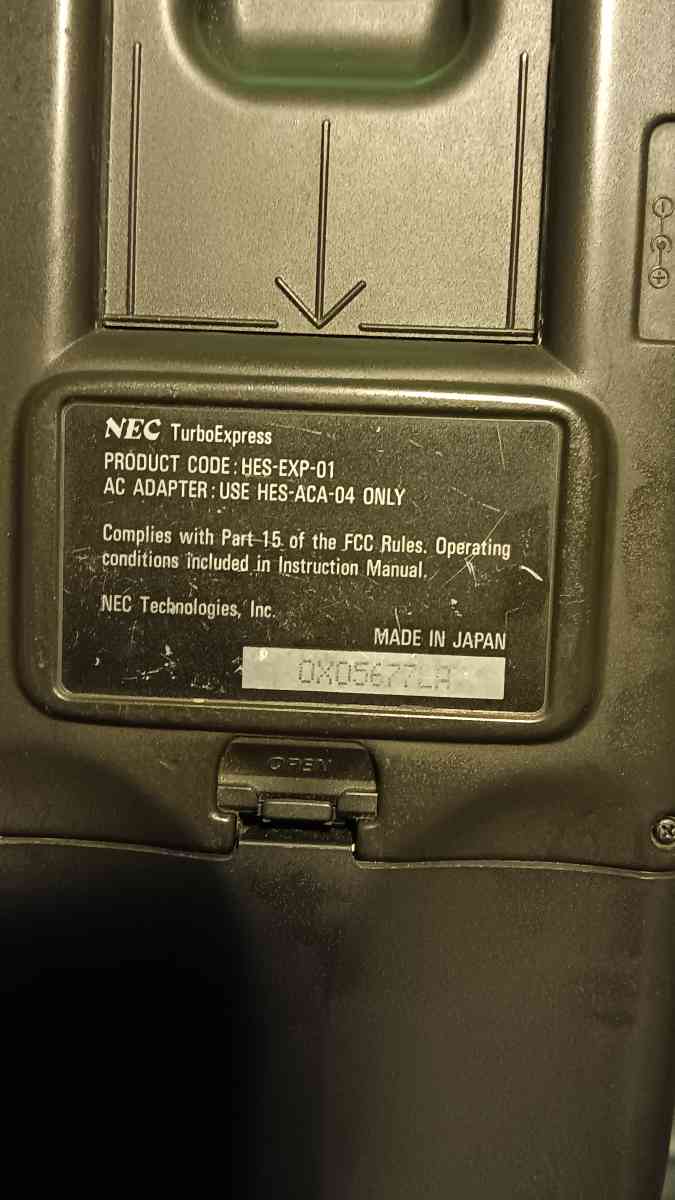 NEC TurboExpress
PRODUCT CODE: HES-EXP-01
AC ADAPTER: USE HES-ACA-04 ONLY
Complies with Part 15 of the FCC Rules. Operating
conditions included in Instruction Manual.
NEC Technologies, Inc.
MADE IN JAPAN
0X05677LA
OPEN